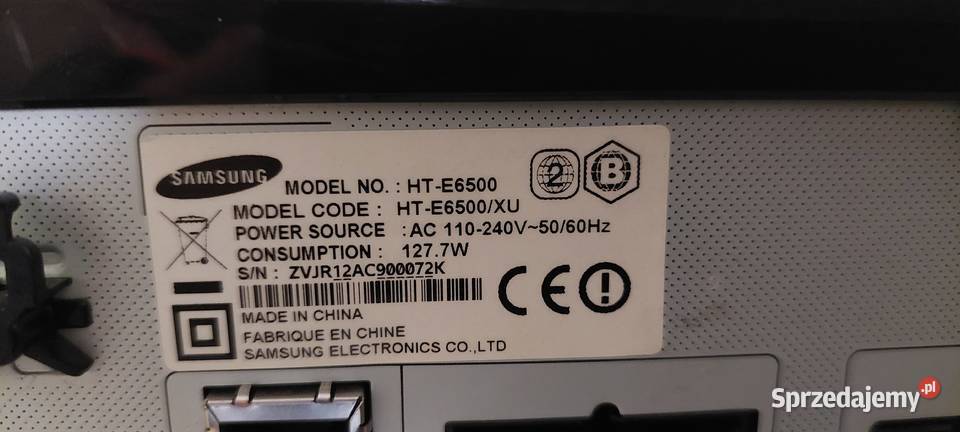 SAMSUNG
MODEL NO. : HT-E6500
2
B
MODEL CODE : HT-E6500/XU
POWER SOURCE : AC 110-240V~50/60Hz
CONSUMPTION : 127.7W
S/N : ZVJR12AC900072K
CE
MADE IN CHINA
FABRIQUE EN CHINE
SAMSUNG ELECTRONICS CO.,LTD
Sprzedajemy.pl